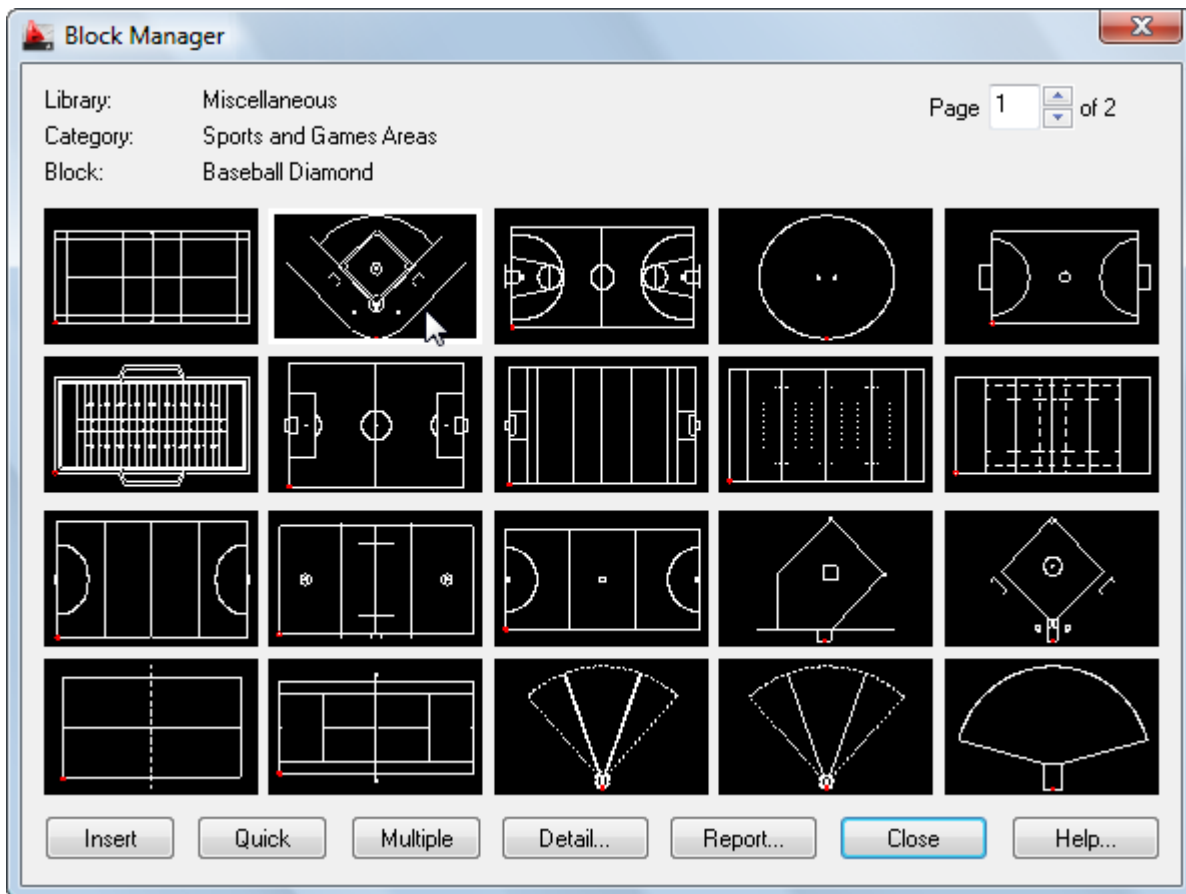 Block Manager
Library: Miscellaneous
Page 1 of 2
Category: Sports and Games Areas
Block: Baseball Diamond
Insert Quick Multiple Detail... Report... Close Help...